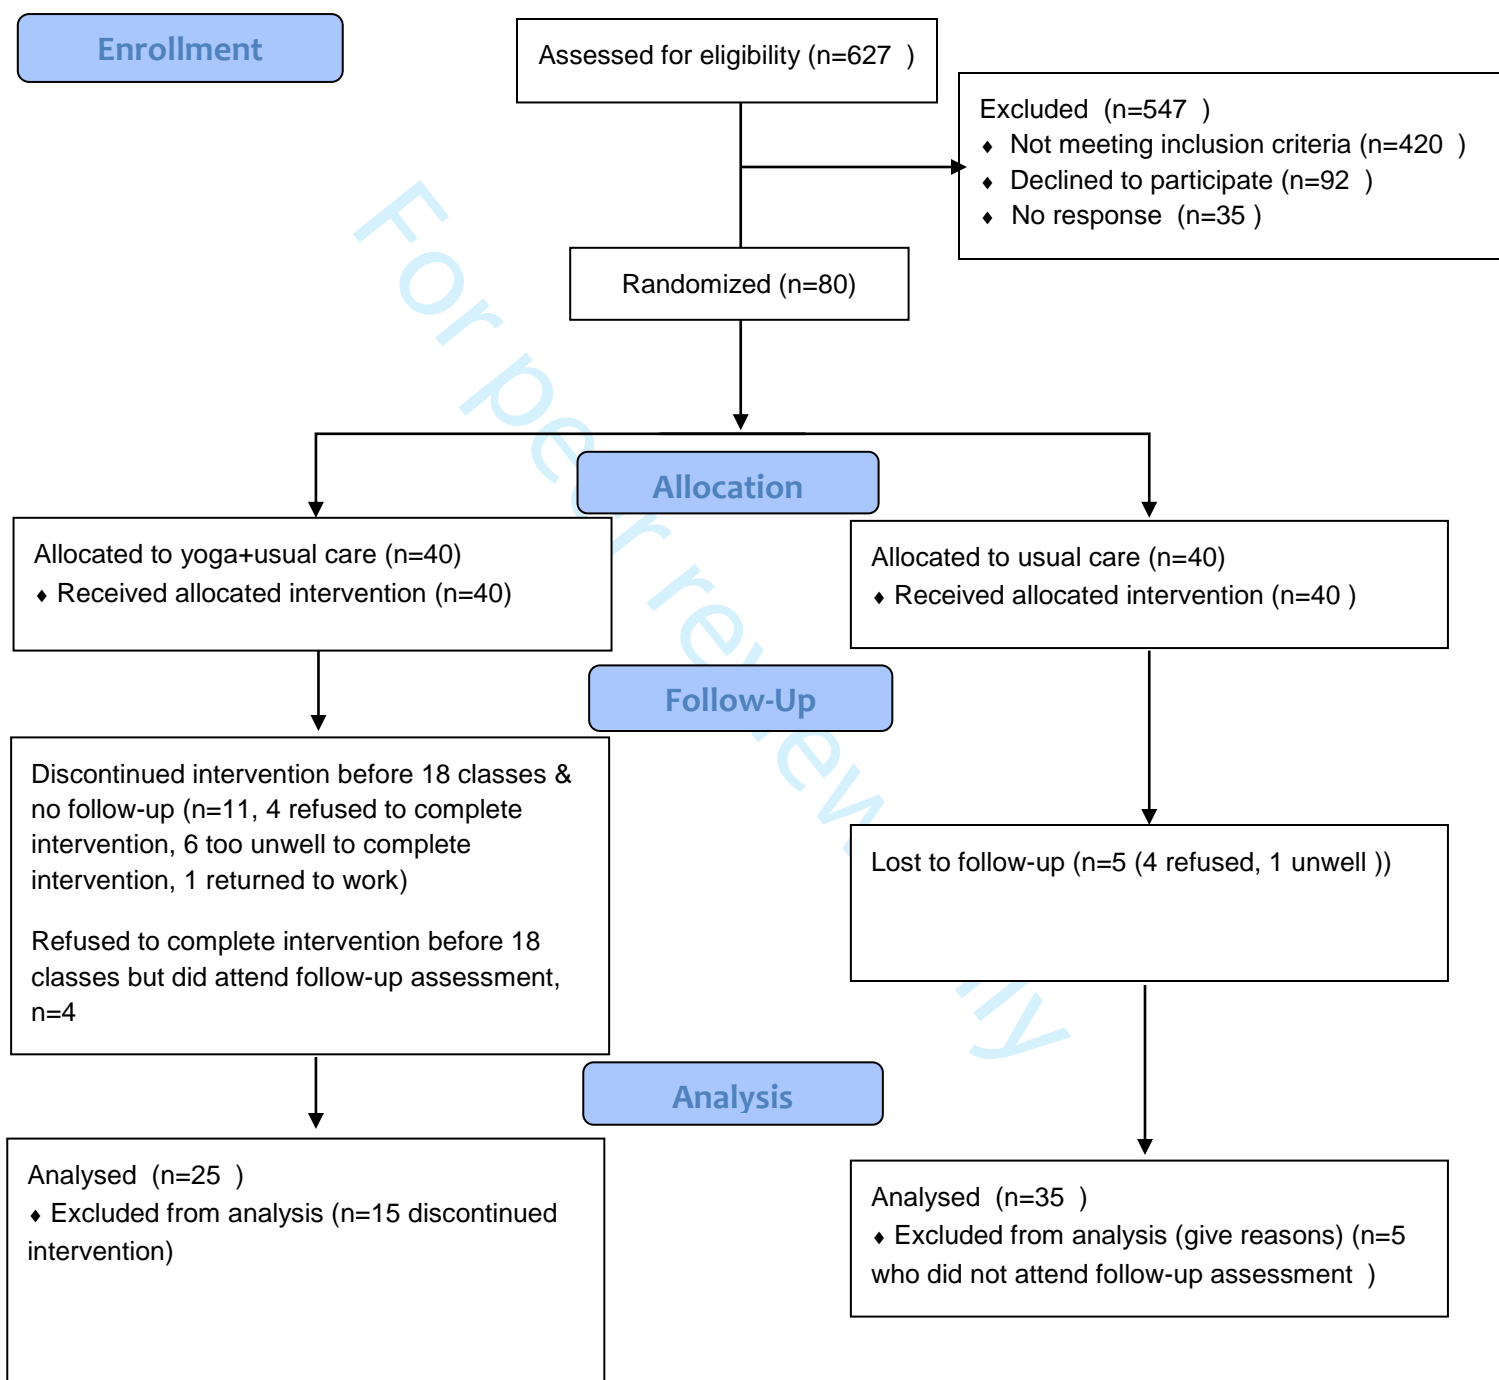 Enrollment
Assessed for eligibility (n=627  )
Excluded  (n=547  )
♦ Not meeting inclusion criteria (n=420  )
♦ Declined to participate (n=92  )
♦ No response  (n=35 )
Randomized (n=80)
Allocation
Allocated to yoga+usual care (n=40)
♦ Received allocated intervention (n=40)
Allocated to usual care (n=40)
♦ Received allocated intervention (n=40 )
Follow-Up
Discontinued intervention before 18 classes &
no follow-up (n=11, 4 refused to complete
intervention, 6 too unwell to complete
intervention, 1 returned to work)
Refused to complete intervention before 18
classes but did attend follow-up assessment,
n=4
Lost to follow-up (n=5 (4 refused, 1 unwell ))
Analysis
Analysed  (n=25  )
♦ Excluded from analysis (n=15 discontinued
intervention)
Analysed  (n=35  )
♦ Excluded from analysis (give reasons) (n=5
who did not attend follow-up assessment  )
For peer review only